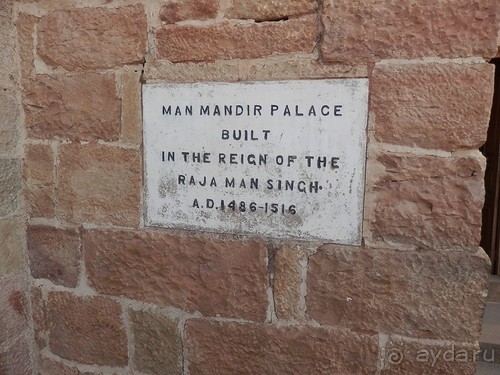 MAN MANDIR PALACE
BUILT
IN THE REIGN OF THE
RAJA MAN SINGH.
A.D.1486-1516
ayda.ru